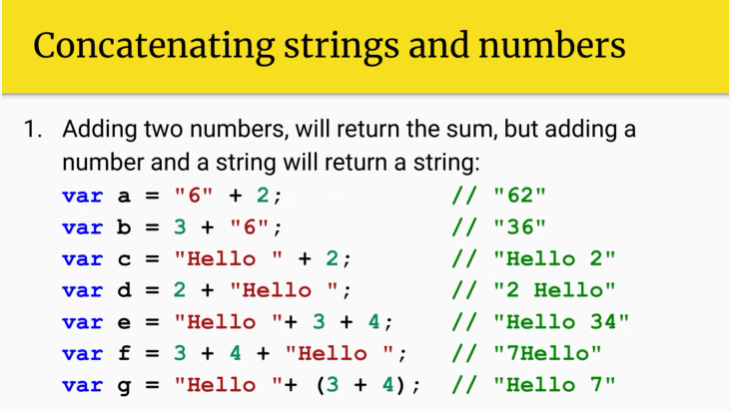 Concatenating strings and numbers
1. Adding two numbers, will return the sum, but adding a
number and a string will return a string:
var a = "6" + 2; // "62"
var b = 3 + "6"; // "36"
var c = "Hello " + 2; // "Hello 2"
var d = 2 + "Hello "; // "2 Hello"
var e = "Hello "+ 3 + 4; // "Hello 34"
var f = 3 + 4 + "Hello "; // "7Hello"
var g = "Hello "+ (3 + 4); // "Hello 7"